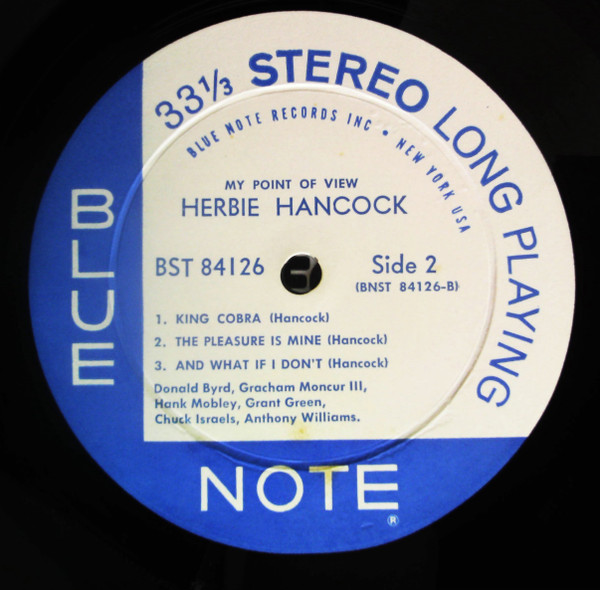 33⅓ STEREO LONG PLAYING
BLUE NOTE RECORDS INC • NEW YORK USA
MY POINT OF VIEW
HERBIE HANCOCK
BST 84126
Side 2
(BNST 84126-B)
1. KING COBRA (Hancock)
2. THE PLEASURE IS MINE (Hancock)
3. AND WHAT IF I DON'T (Hancock)
Donald Byrd, Gracham Moncur III,
Hank Mobley, Grant Green,
Chuck Israels, Anthony Williams.
BLUE
NOTE
®